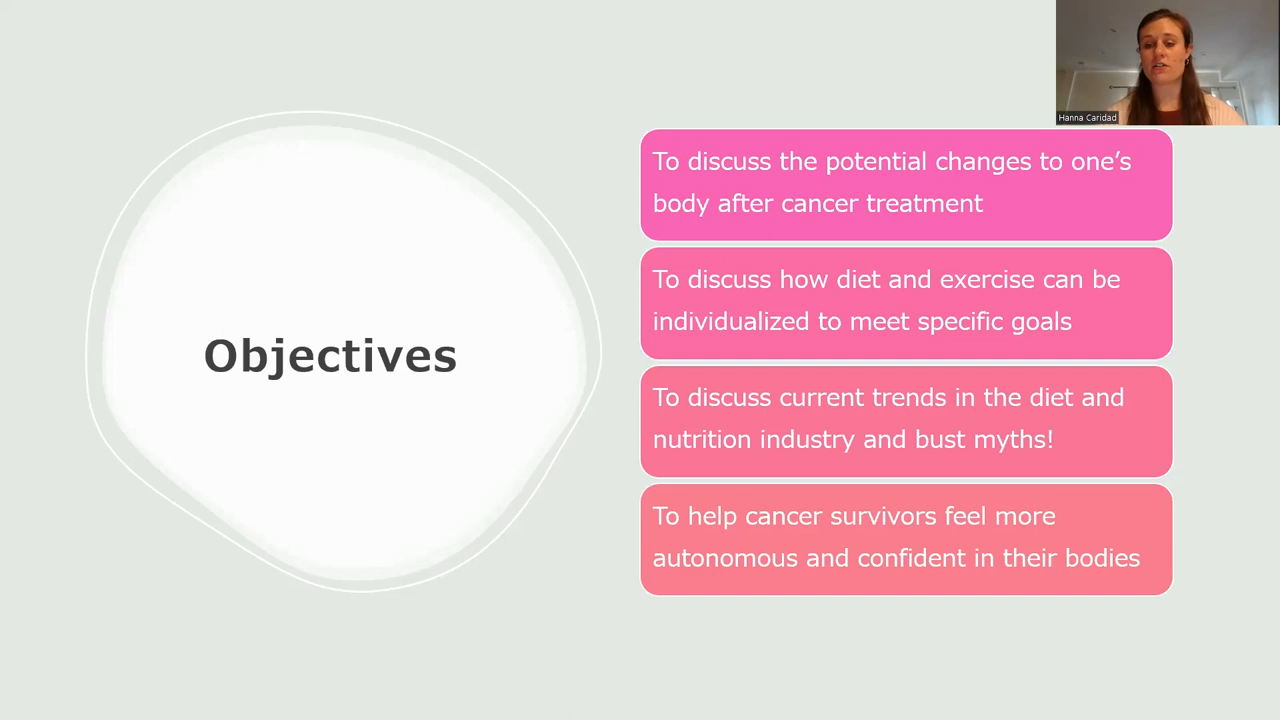 Hanna Caridad
Objectives
To discuss the potential changes to one’s
body after cancer treatment
To discuss how diet and exercise can be
individualized to meet specific goals
To discuss current trends in the diet and
nutrition industry and bust myths!
To help cancer survivors feel more
autonomous and confident in their bodies